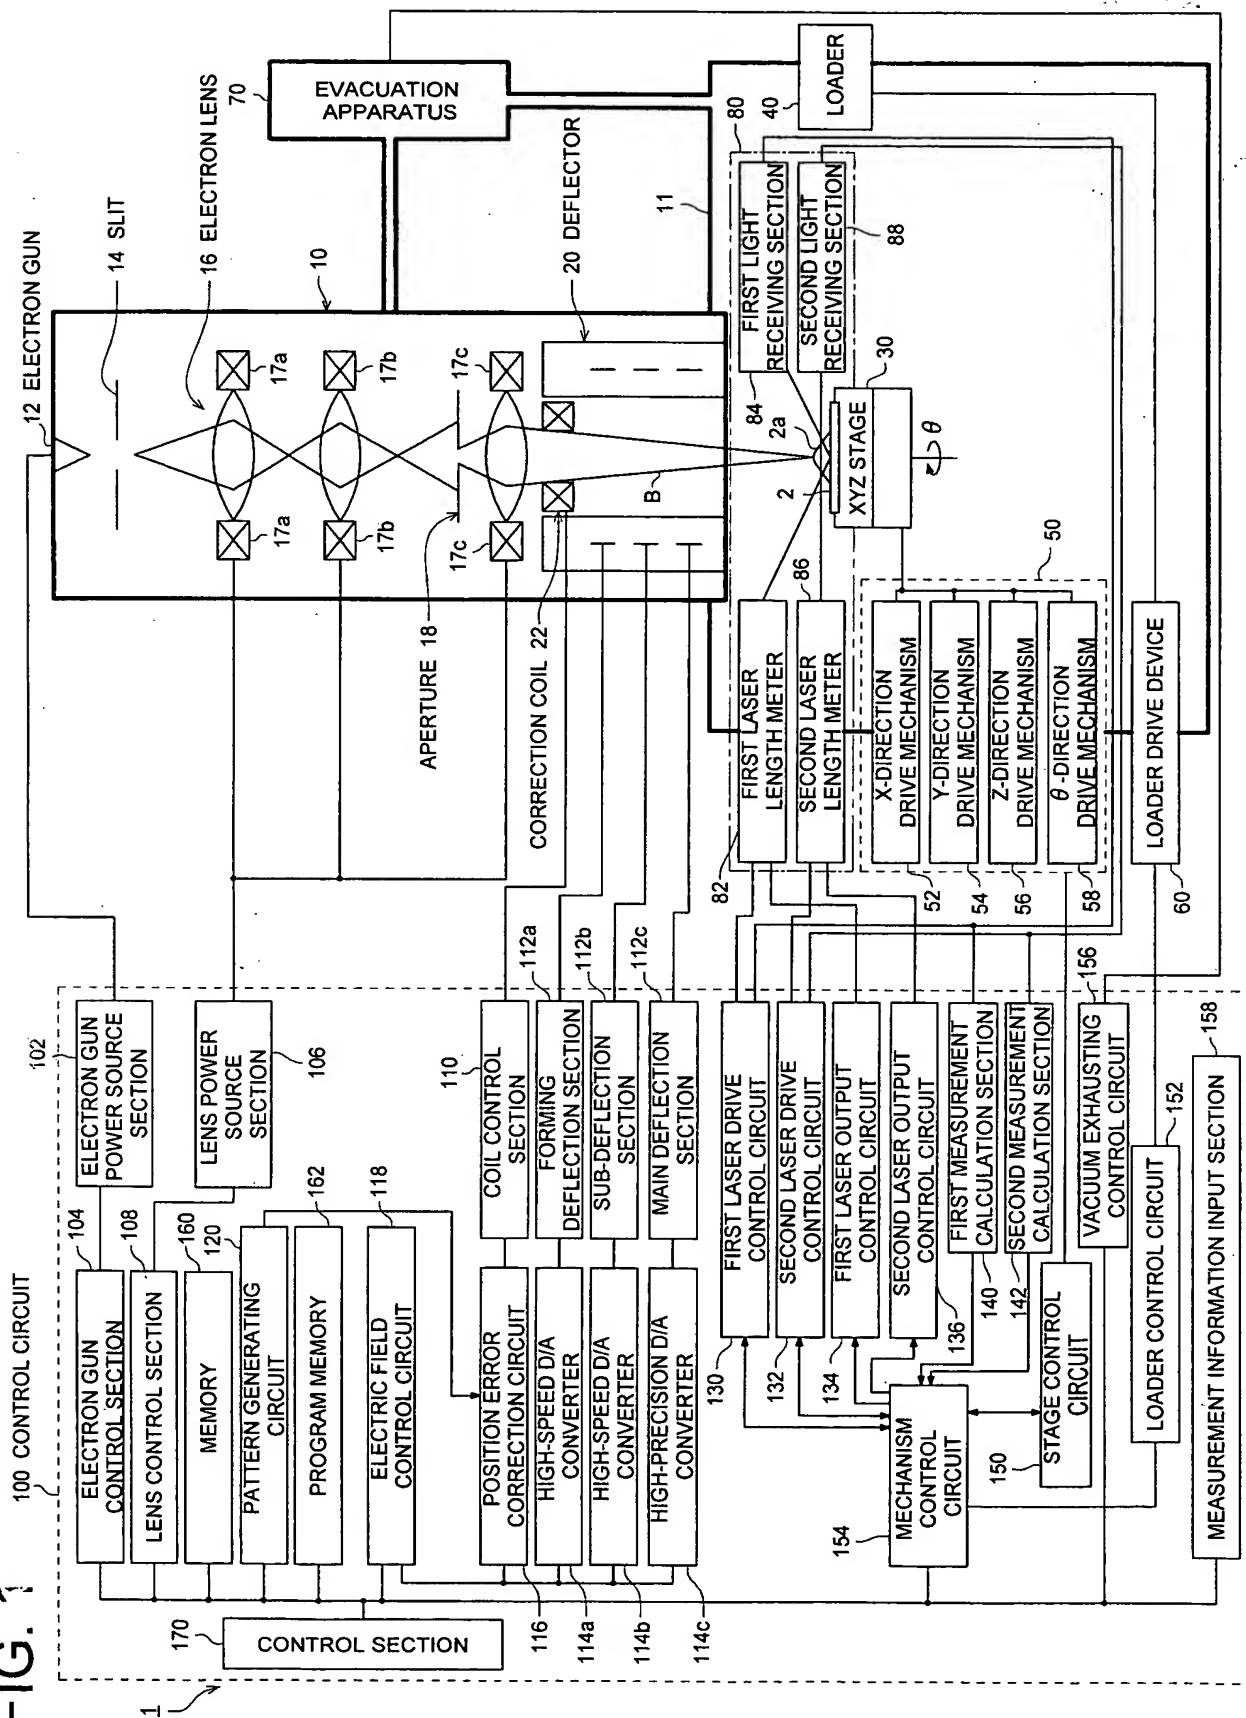 FIG. 1
1
100 CONTROL CIRCUIT
170
CONTROL SECTION
104
ELECTRON GUN
CONTROL SECTION
108
LENS CONTROL SECTION
160
MEMORY
120
PATTERN GENERATING
CIRCUIT
162
PROGRAM MEMORY
118
ELECTRIC FIELD
CONTROL CIRCUIT
102
ELECTRON GUN
POWER SOURCE
SECTION
LENS POWER
SOURCE
SECTION
106
POSITION ERROR
CORRECTION CIRCUIT
116
HIGH-SPEED D/A
CONVERTER
114a
HIGH-SPEED D/A
CONVERTER
114b
HIGH-PRECISION D/A
CONVERTER
114c
110
COIL CONTROL
SECTION
112a
FORMING
DEFLECTION SECTION
112b
SUB-DEFLECTION
SECTION
112c
MAIN DEFLECTION
SECTION
FIRST LASER DRIVE
CONTROL CIRCUIT
130
SECOND LASER DRIVE
CONTROL CIRCUIT
132
FIRST LASER OUTPUT
CONTROL CIRCUIT
134
SECOND LASER OUTPUT
CONTROL CIRCUIT
136
FIRST MEASUREMENT
CALCULATION SECTION
140
SECOND MEASUREMENT
CALCULATION SECTION
142
MECHANISM
CONTROL
CIRCUIT
154
STAGE CONTROL
CIRCUIT
150
VACUUM EXHAUSTING
CONTROL CIRCUIT
156
LOADER CONTROL CIRCUIT
152
MEASUREMENT INFORMATION INPUT SECTION
158
12 ELECTRON GUN
14 SLIT
16 ELECTRON LENS
10
17a
17a
17b
17b
17c
17c
APERTURE 18
CORRECTION COIL 22
20 DEFLECTOR
B
70
EVACUATION
APPARATUS
11
40
LOADER
80
FIRST LIGHT
RECEIVING SECTION
84
SECOND LIGHT
RECEIVING SECTION
88
2a
2
XYZ STAGE
30
θ
FIRST LASER
LENGTH METER
82
SECOND LASER
LENGTH METER
86
50
X-DIRECTION
DRIVE MECHANISM
52
Y-DIRECTION
DRIVE MECHANISM
54
Z-DIRECTION
DRIVE MECHANISM
56
θ-DIRECTION
DRIVE MECHANISM
58
LOADER DRIVE DEVICE
60